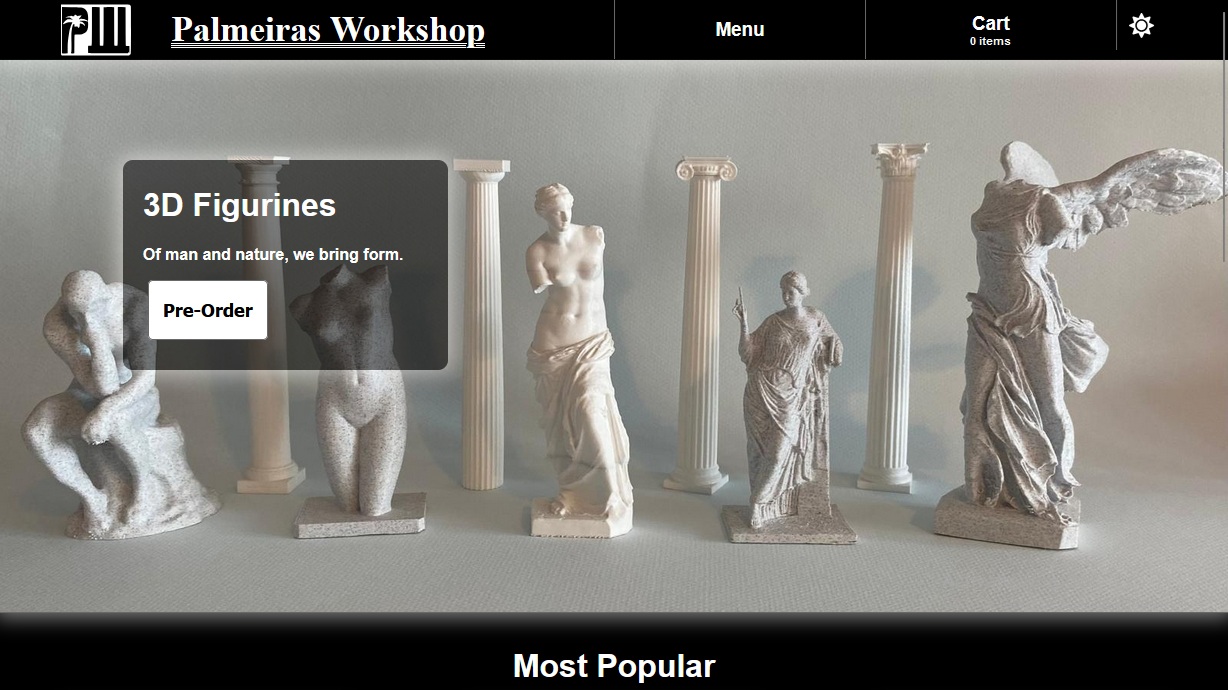 Palmeiras Workshop
Menu
Cart
0 items
3D Figurines
Of man and nature, we bring form.
Pre-Order
Most Popular